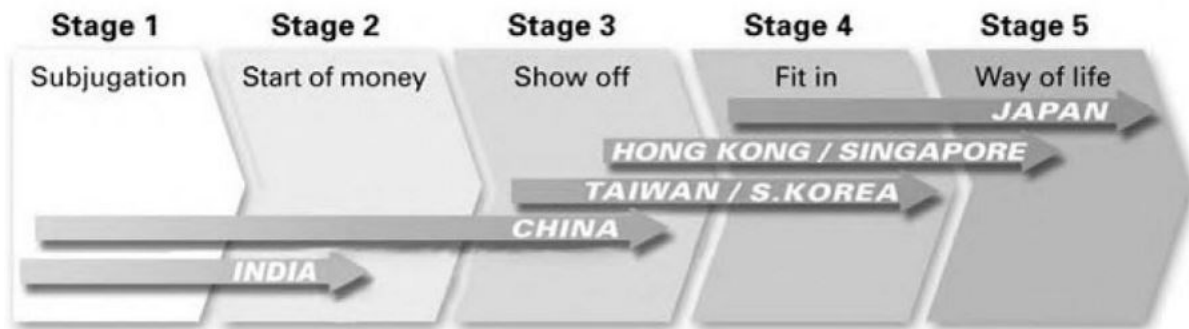 Stage 1 Stage 2 Stage 3 Stage 4 Stage 5
Subjugation Start of money Show off Fit in Way of life
JAPAN
HONG KONG / SINGAPORE
TAIWAN / S.KOREA
CHINA
INDIA